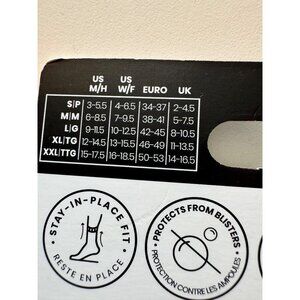 US US
M/H W/F EURO UK
S|P 3-5.5 4-6.5 34-37 2-4.5
M|M 6-8.5 7-9.5 38-41 5-7.5
L|G 9-11.5 10-12.5 42-45 8-10.5
XL|TG 12-14.5 13-15.5 46-49 11-13.5
XXL|TTG 15-17.5 16-18.5 50-53 14-16.5
• STAY-IN-PLACE FIT •
RESTE EN PLACE
• PROTECTS FROM BLISTERS •
PROTECTION CONTRE LES AMPOULES